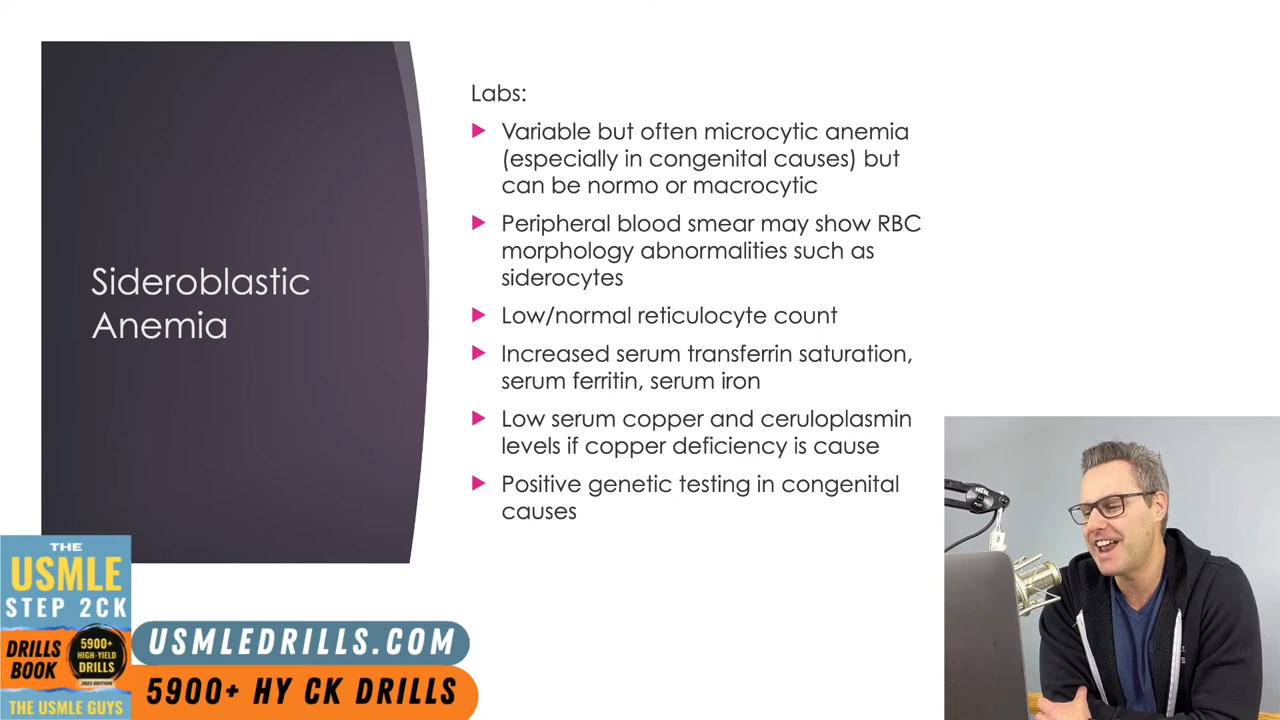 Labs:
Variable but often microcytic anemia
(especially in congenital causes) but
can be normo or macrocytic
Peripheral blood smear may show RBC
morphology abnormalities such as
siderocytes
Low/normal reticulocyte count
Increased serum transferrin saturation,
serum ferritin, serum iron
Low serum copper and ceruloplasmin
levels if copper deficiency is cause
Positive genetic testing in congenital
causes
Sideroblastic
Anemia
THE
USMLE
STEP 2CK
DRILLS
BOOK
5900+
HIGH-YIELD
DRILLS
2022 EDITION
THE USMLE GUYS
USMLEDRILLS.COM
5900+ HY CK DRILLS